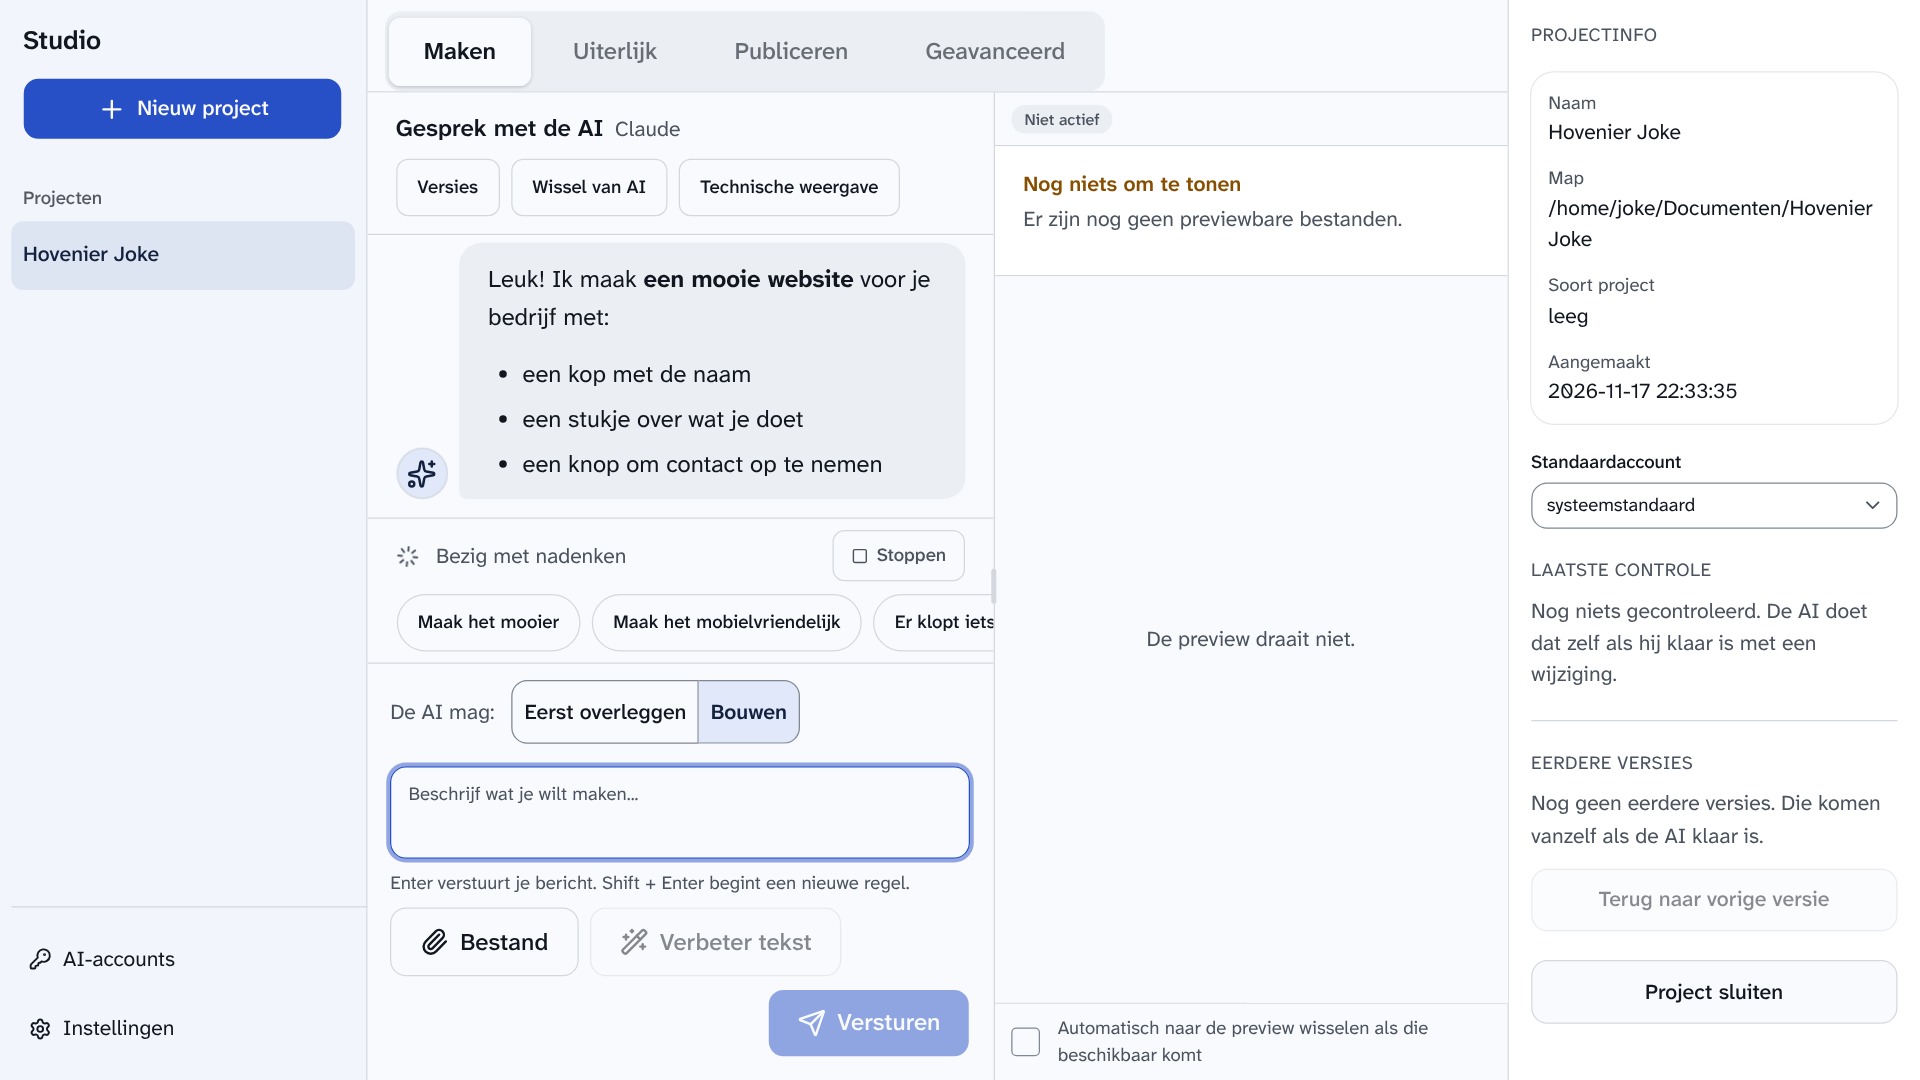 Studio
Nieuw project
Projecten
Hovenier Joke
AI-accounts
Instellingen
Maken
Uiterlijk
Publiceren
Geavanceerd
Gesprek met de AI Claude
Versies
Wissel van AI
Technische weergave
Leuk! Ik maak een mooie website voor je
bedrijf met:
• een kop met de naam
• een stukje over wat je doet
• een knop om contact op te nemen
Bezig met nadenken
Stoppen
Maak het mooier
Maak het mobielvriendelijk
Er klopt iets
De AI mag:
Eerst overleggen
Bouwen
Beschrijf wat je wilt maken...
Enter verstuurt je bericht. Shift + Enter begint een nieuwe regel.
Bestand
Verbeter tekst
Versturen
Niet actief
Nog niets om te tonen
Er zijn nog geen previewbare bestanden.
De preview draait niet.
Automatisch naar de preview wisselen als die
beschikbaar komt
PROJECTINFO
Naam
Hovenier Joke
Map
/home/joke/Documenten/Hovenier
Joke
Soort project
leeg
Aangemaakt
2026-11-17 22:33:35
Standaardaccount
systeemstandaard
LAATSTE CONTROLE
Nog niets gecontroleerd. De AI doet
dat zelf als hij klaar is met een
wijziging.
EERDERE VERSIES
Nog geen eerdere versies. Die komen
vanzelf als de AI klaar is.
Terug naar vorige versie
Project sluiten